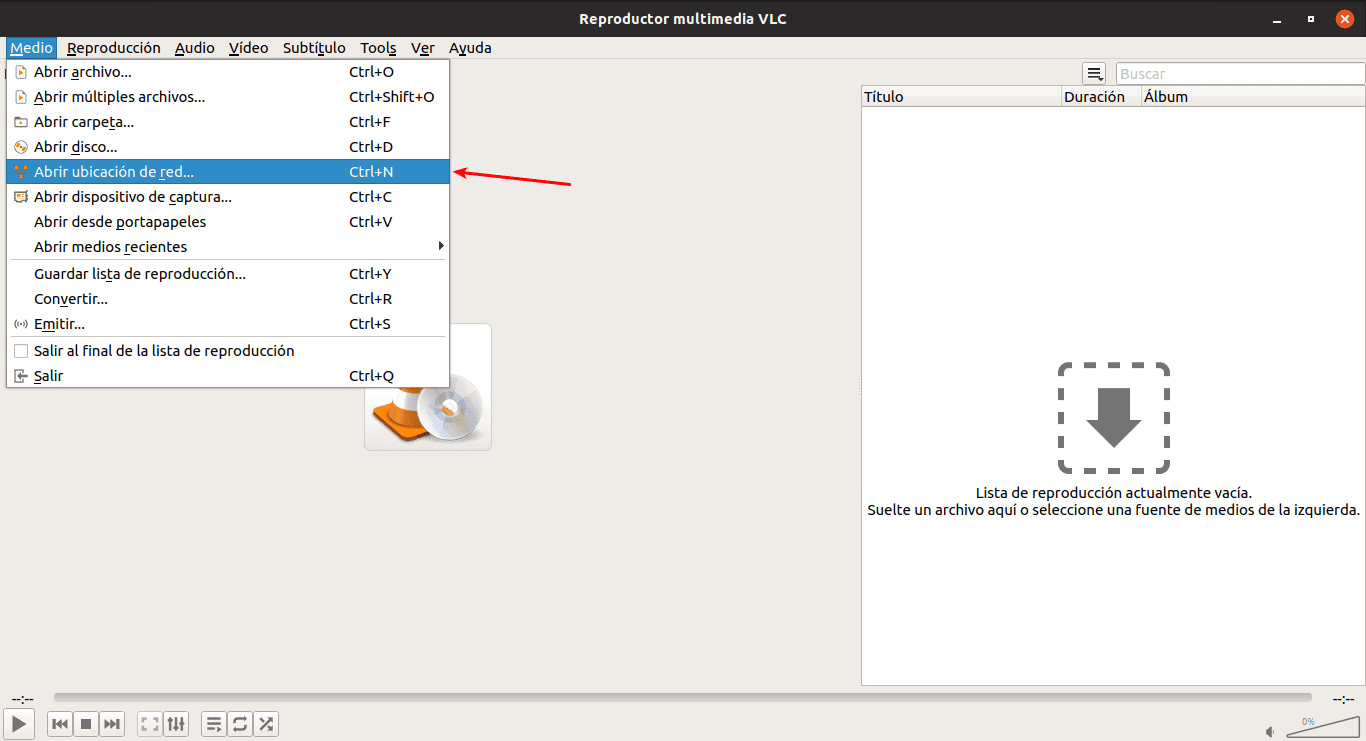 Reproductor multimedia VLC
Medio Reproducción Audio Vídeo Subtítulo Tools Ver Ayuda
Abrir archivo... Ctrl+O
Abrir múltiples archivos... Ctrl+Shift+O
Abrir carpeta... Ctrl+F
Abrir disco... Ctrl+D
Abrir ubicación de red... Ctrl+N
Abrir dispositivo de captura... Ctrl+C
Abrir desde portapapeles Ctrl+V
Abrir medios recientes
Guardar lista de reproducción... Ctrl+Y
Convertir... Ctrl+R
Emitir... Ctrl+S
Salir al final de la lista de reproducción
Salir Ctrl+Q
Buscar
Título Duración Álbum
Lista de reproducción actualmente vacía.
Suelte un archivo aquí o seleccione una fuente de medios de la izquierda.
--:-- --:--
0%